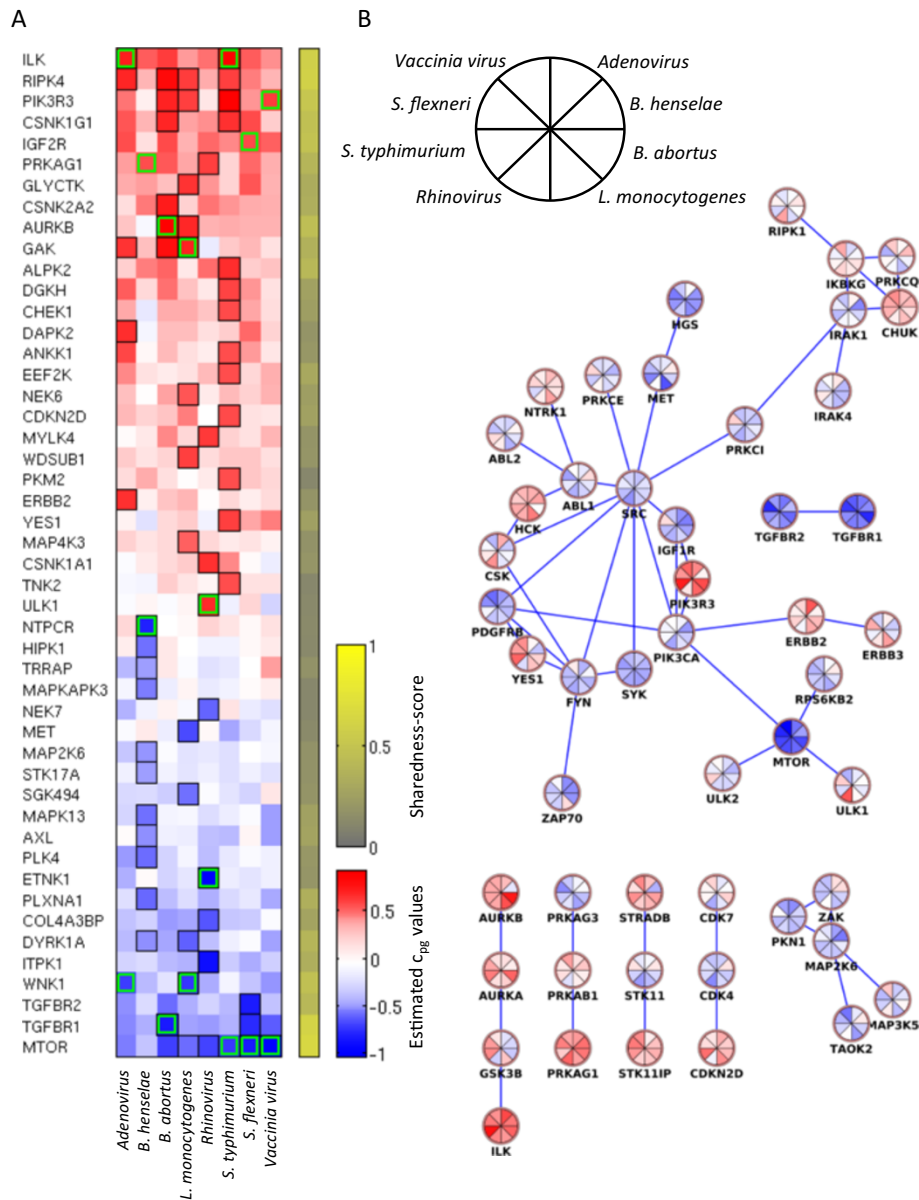 A
B
ILK
RIPK4
PIK3R3
CSNK1G1
IGF2R
PRKAG1
GLYCTK
CSNK2A2
AURKB
GAK
ALPK2
DGKH
CHEK1
DAPK2
ANKK1
EEF2K
NEK6
CDKN2D
MYLK4
WDSUB1
PKM2
ERBB2
YES1
MAP4K3
CSNK1A1
TNK2
ULK1
NTPCR
HIPK1
TRRAP
MAPKAPK3
NEK7
MET
MAP2K6
STK17A
SGK494
MAPK13
AXL
PLK4
ETNK1
PLXNA1
COL4A3BP
DYRK1A
ITPK1
WNK1
TGFBR2
TGFBR1
MTOR
Adenovirus
B. henselae
B. abortus
L. monocytogenes
Rhinovirus
S. typhimurium
S. flexneri
Vaccinia virus
1
0.5
0
Sharedness-score
0.5
0
-0.5
-1
Estimated cpg values
Vaccinia virus
Adenovirus
S. flexneri
B. henselae
S. typhimurium
B. abortus
Rhinovirus
L. monocytogenes
RIPK1
IKBKG
PRKCQ
HGS
IRAK1
CHUK
MET
PRKCE
NTRK1
IRAK4
PRKCI
ABL2
ABL1
SRC
HCK
TGFBR2
TGFBR1
IGF1R
CSK
PIK3R3
PDGFRB
PIK3CA
ERBB2
ERBB3
YES1
FYN
SYK
RPS6KB2
MTOR
ULK2
ULK1
ZAP70
AURKB
PRKAG3
STRADB
CDK7
ZAK
PKN1
MAP2K6
AURKA
PRKAB1
STK11
CDK4
MAP3K5
TAOK2
GSK3B
PRKAG1
STK11IP
CDKN2D
ILK